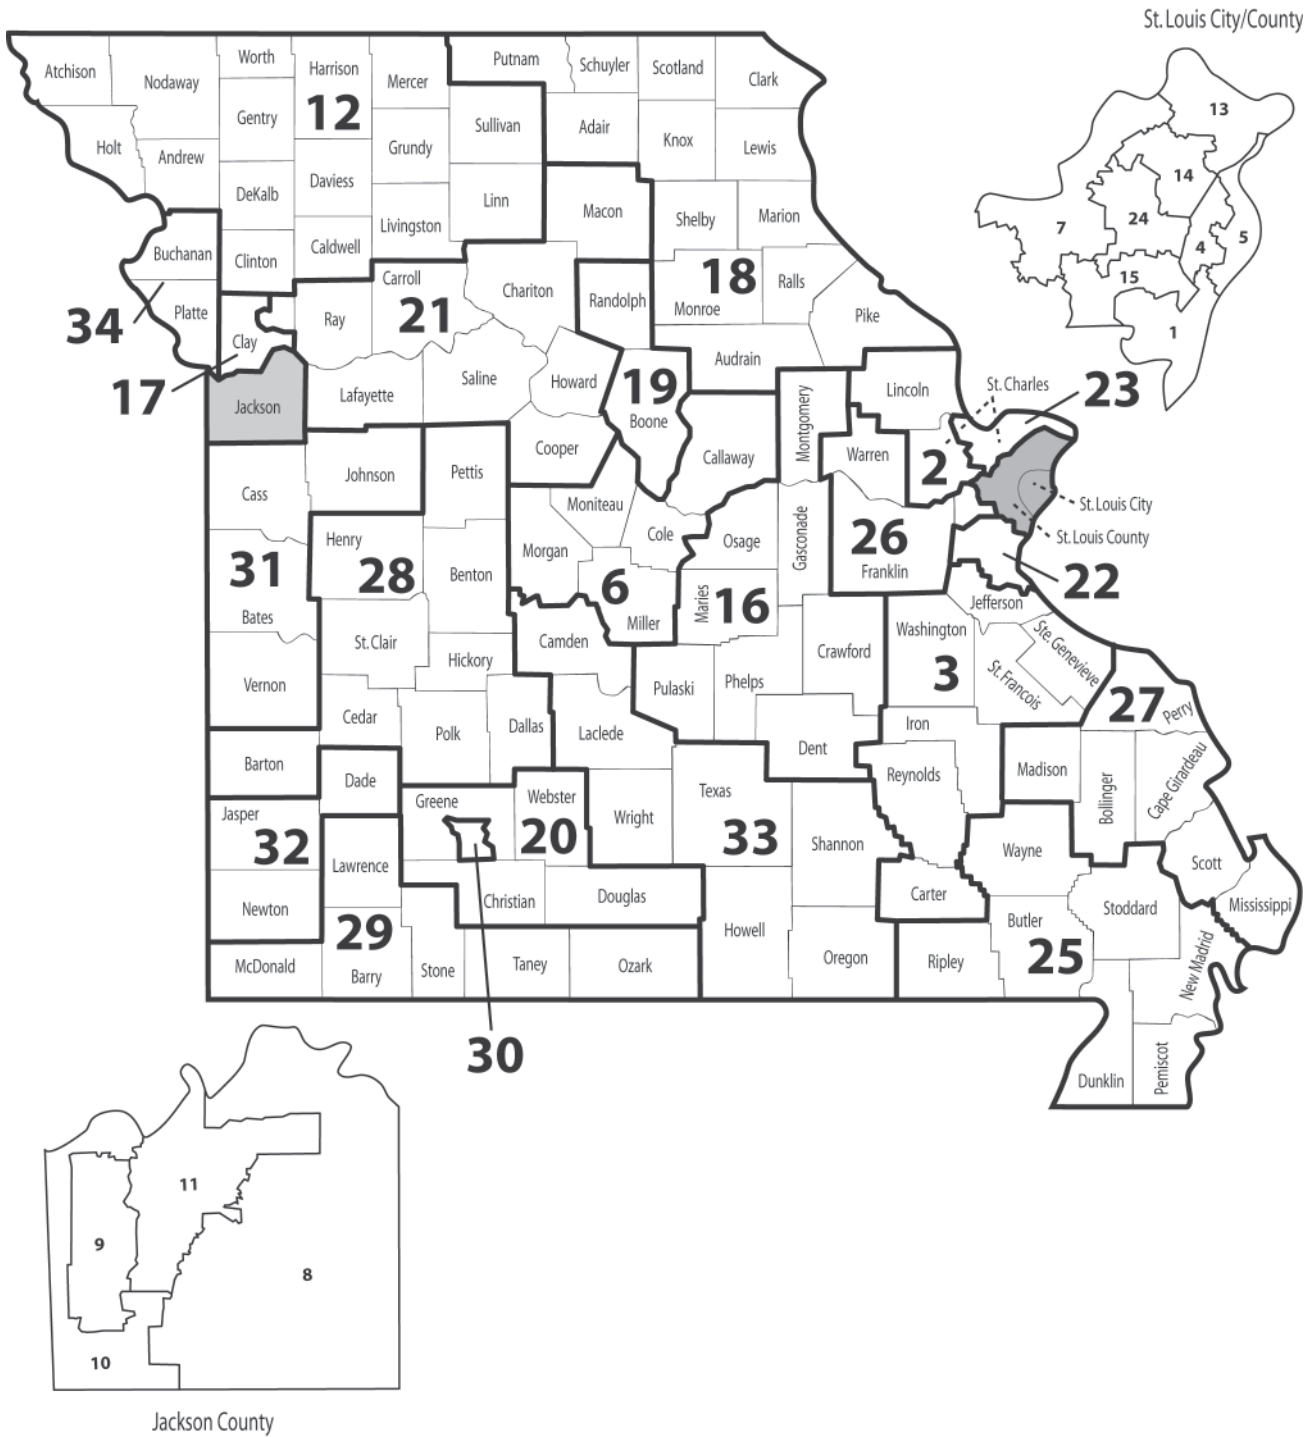 St. Louis City/County
Atchison
Nodaway
Worth
Harrison
Mercer
Putnam
Schuyler
Scotland
Clark
Gentry
12
Sullivan
Adair
Knox
Lewis
Holt
Andrew
Grundy
DeKalb
Daviess
Linn
Macon
Shelby
Marion
Livingston
Buchanan
Clinton
Caldwell
Carroll
Chariton
Randolph
18
Monroe
Ralls
Pike
34
Platte
Clay
Ray
21
Audrain
17
Jackson
Lafayette
Saline
Howard
19
Boone
Montgomery
Lincoln
St. Charles
23
Cooper
Callaway
Warren
2
Cass
Johnson
Pettis
Moniteau
Cole
Osage
Gasconade
26
Franklin
St. Louis City
St. Louis County
Henry
28
Morgan
Benton
31
Bates
6
Miller
Maries
16
22
Jefferson
St. Clair
Hickory
Camden
Crawford
Washington
3
Ste. Genevieve
St. Francois
Vernon
Pulaski
Phelps
27
Perry
Cedar
Polk
Dallas
Laclede
Dent
Iron
Barton
Dade
Reynolds
Madison
Bollinger
Cape Girardeau
Jasper
32
Greene
Webster
20
Wright
Texas
33
Shannon
Wayne
Scott
Lawrence
Newton
Christian
Douglas
Carter
Butler
Stoddard
Mississippi
29
Barry
McDonald
Stone
Taney
Ozark
Howell
Oregon
Ripley
25
New Madrid
30
Dunklin
Pemiscot
13
14
7
24
4
5
15
1
11
9
8
10
Jackson County